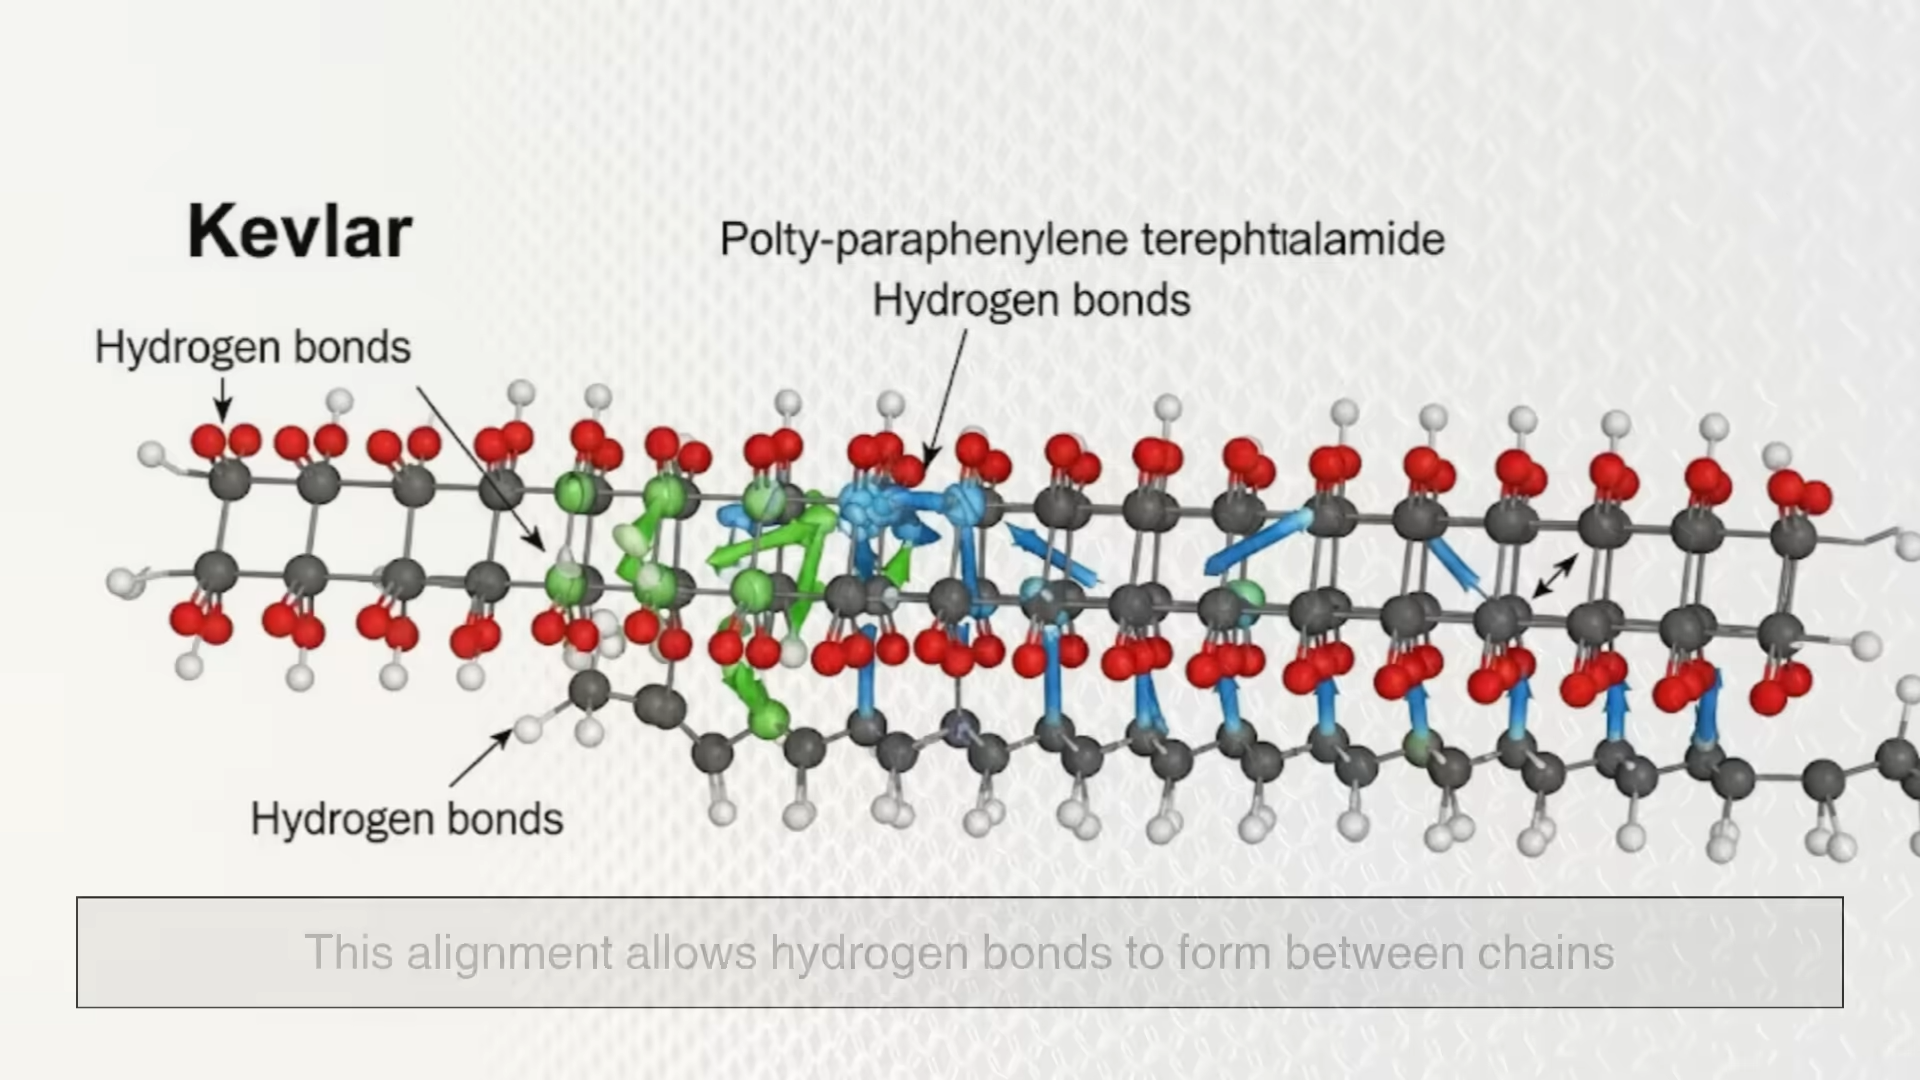 Kevlar
Polty-paraphenylene terephtıalamide
Hydrogen bonds
Hydrogen bonds
Hydrogen bonds
This alignment allows hydrogen bonds to form between chains